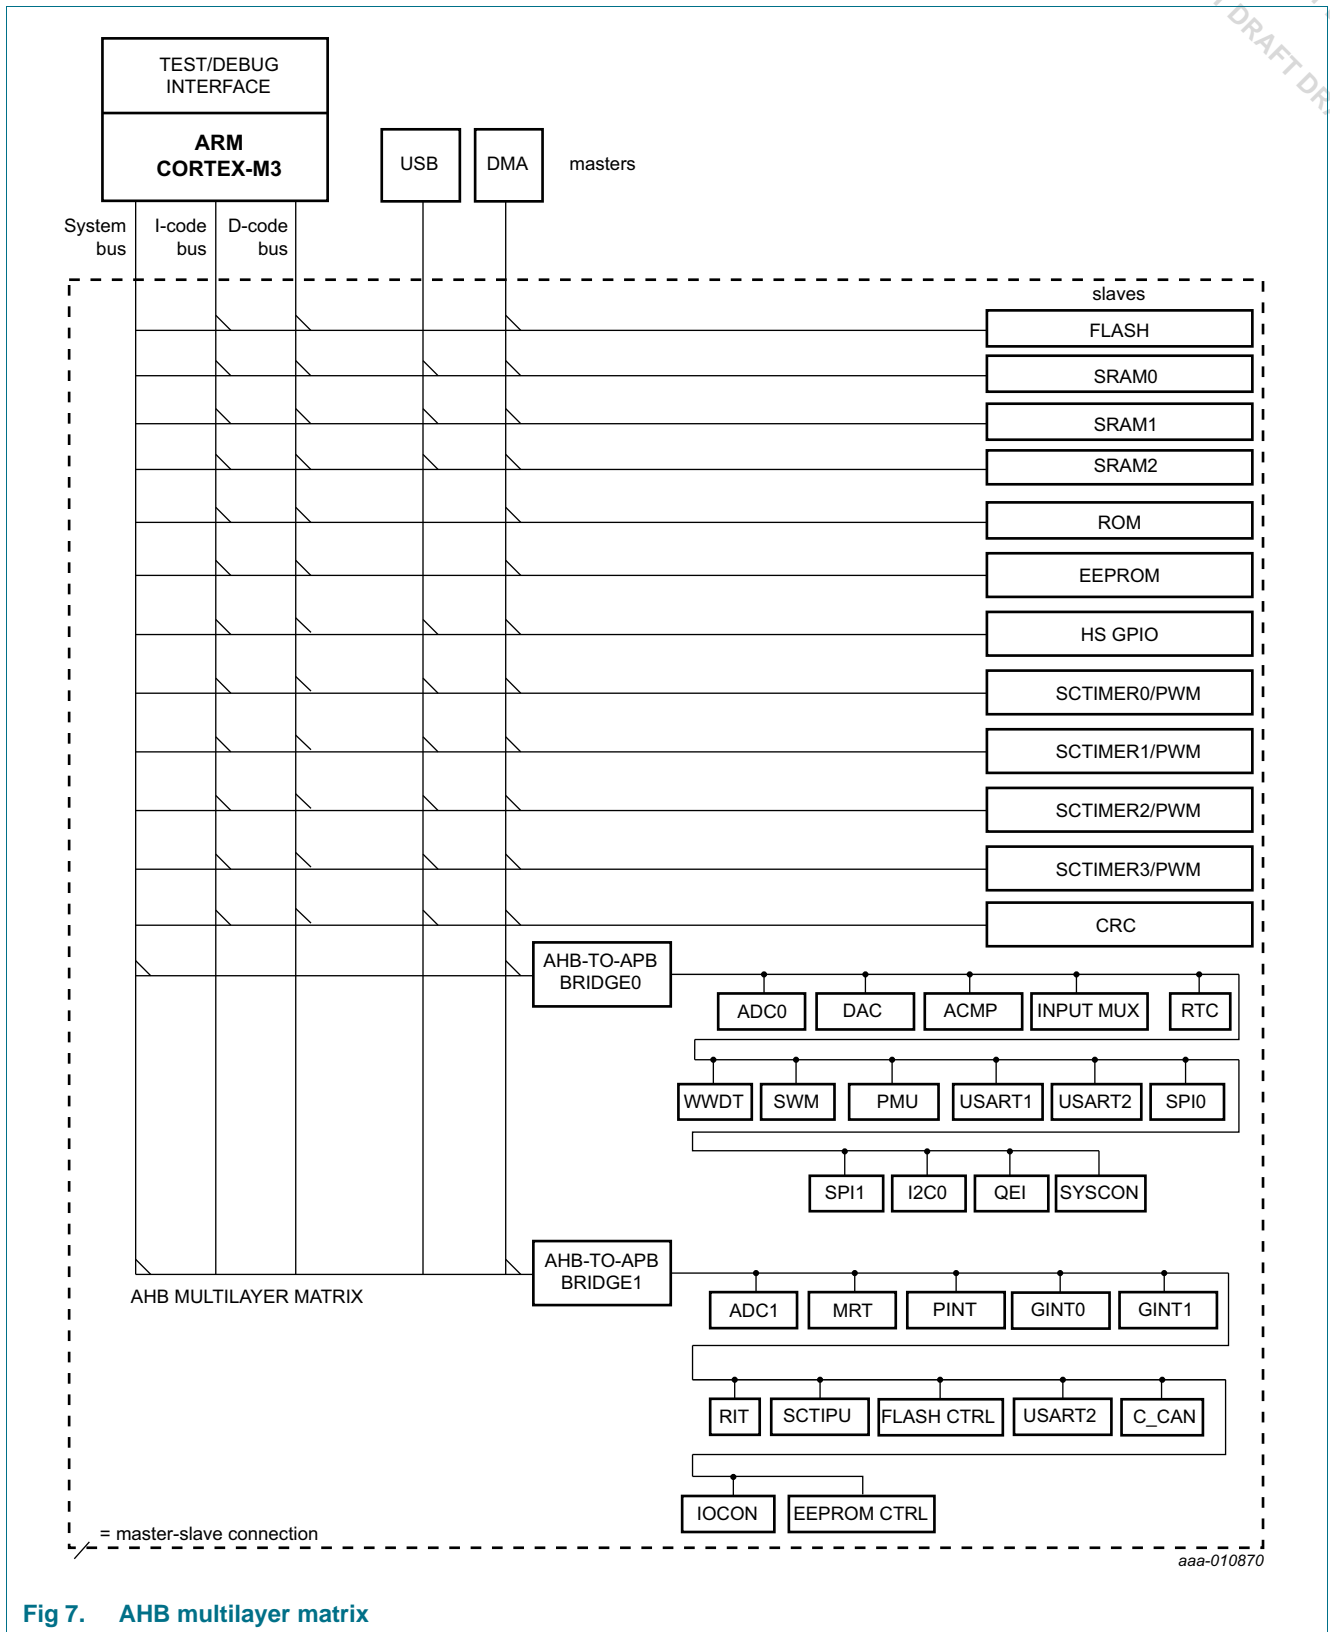 DRAFT DRAFT
TEST/DEBUG
INTERFACE
ARM
CORTEX-M3
USB
DMA
masters
System
bus
I-code
bus
D-code
bus
slaves
FLASH
SRAM0
SRAM1
SRAM2
ROM
EEPROM
HS GPIO
SCTIMER0/PWM
SCTIMER1/PWM
SCTIMER2/PWM
SCTIMER3/PWM
CRC
AHB-TO-APB
BRIDGE0
ADC0
DAC
ACMP
INPUT MUX
RTC
WWDT
SWM
PMU
USART1
USART2
SPI0
SPI1
I2C0
QEI
SYSCON
AHB-TO-APB
BRIDGE1
AHB MULTILAYER MATRIX
ADC1
MRT
PINT
GINT0
GINT1
RIT
SCTIPU
FLASH CTRL
USART2
C_CAN
IOCON
EEPROM CTRL
= master-slave connection
aaa-010870
Fig 7. AHB multilayer matrix